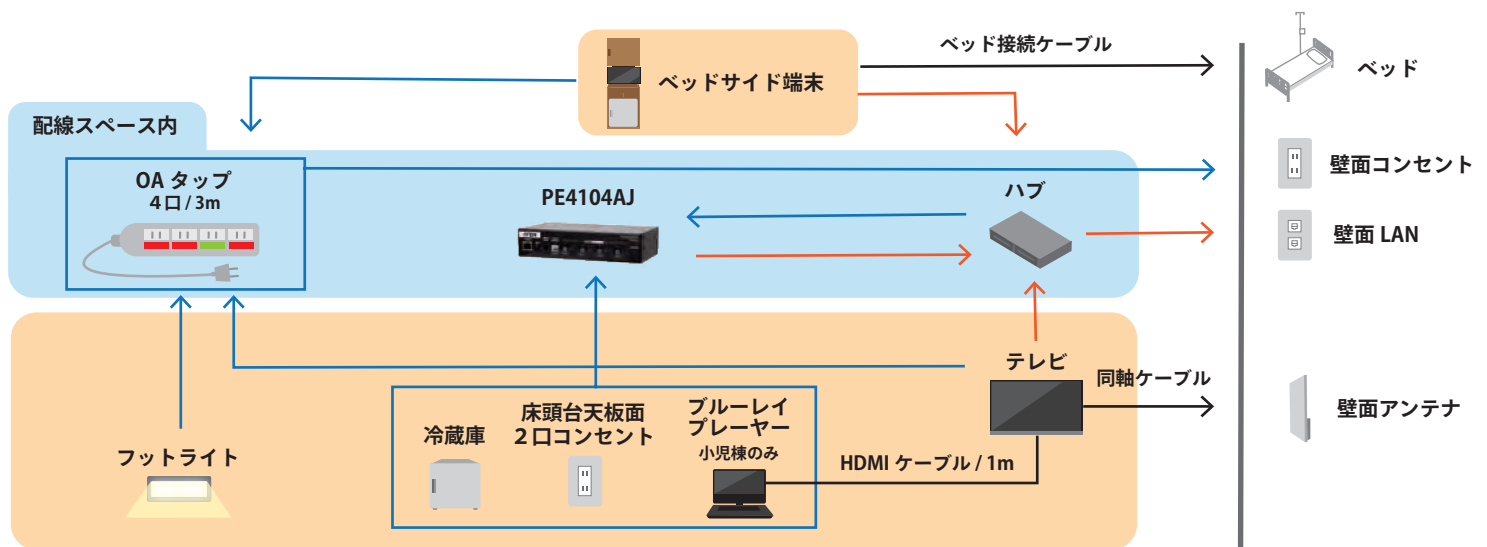 ベッド接続ケーブル
ベッドサイド端末
ベッド
配線スペース内
OA タップ
4口 / 3m
PE4104AJ
ハブ
壁面コンセント
壁面 LAN
テレビ
同軸ケーブル
壁面アンテナ
フットライト
冷蔵庫
床頭台天板面
2口コンセント
ブルーレイ
プレーヤー
小児棟のみ
HDMI ケーブル / 1m